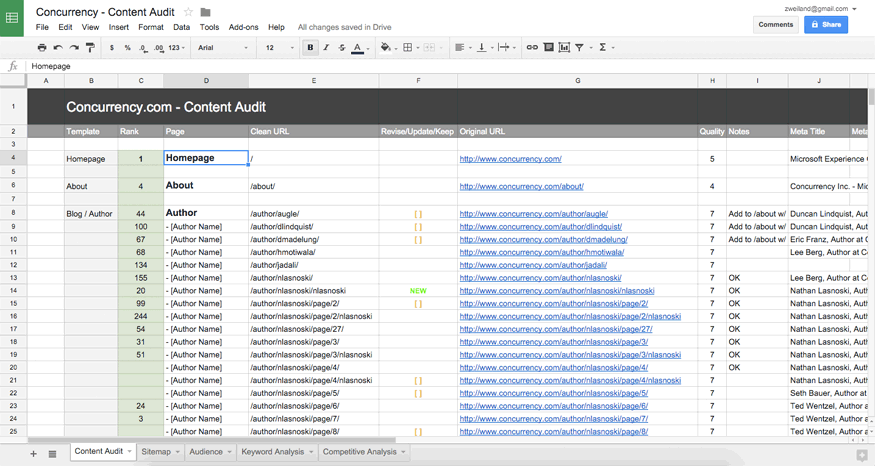 Concurrency - Content Audit
zweiland@gmail.com
File Edit View Insert Format Data Tools Add-ons Help All changes saved in Drive
Comments Share
$ % .0 .00 123 Arial 12 B I S A
fx Homepage
A B C D E F G H I J
1 Concurrency.com - Content Audit
2 Template Rank Page Clean URL Revise/Update/Keep Original URL Quality Notes Meta Title Meta
3
4 Homepage 1 Homepage / http://www.concurrency.com/ 5 Microsoft Experience
5
6 About 4 About /about/ http://www.concurrency.com/about/ 4 Concurrency Inc. - Mic
7
8 Blog / Author 44 Author /author/augle/ [ ] http://www.concurrency.com/author/augle/ 7 Add to /about w/ Duncan Lindquist, Aut
9 100 - [Author Name] /author/dlindquist/ [ ] http://www.concurrency.com/author/dlindquist/ 7 Add to /about w/ Duncan Lindquist, Aut
10 67 - [Author Name] /author/dmadelung/ [ ] http://www.concurrency.com/author/dmadelung/ 7 Add to /about w/ Eric Franz, Author at C
11 68 - [Author Name] /author/hmotiwala/ http://www.concurrency.com/author/hmotiwala/ 7 Lee Berg, Author at Co
12 134 - [Author Name] /author/jadali/ http://www.concurrency.com/author/jadali/ 7
13 155 - [Author Name] /author/nlasnoski/ http://www.concurrency.com/author/nlasnoski/ 7 OK Lee Berg, Author at Co
14 20 - [Author Name] /author/nlasnoski/nlasnoski NEW http://www.concurrency.com/author/nlasnoski/nlasnoski 7 OK Nathan Lasnoski, Auth
15 99 - [Author Name] /author/nlasnoski/page/2/ [ ] http://www.concurrency.com/author/nlasnoski/page/2/ 7 OK Nathan Lasnoski, Auth
16 244 - [Author Name] /author/nlasnoski/page/2/nlasnoski http://www.concurrency.com/author/nlasnoski/page/2/nlasnoski 7 OK Nathan Lasnoski, Auth
17 54 - [Author Name] /author/nlasnoski/page/27/ http://www.concurrency.com/author/nlasnoski/page/27/ 7 OK Nathan Lasnoski, Auth
18 31 - [Author Name] /author/nlasnoski/page/3/ http://www.concurrency.com/author/nlasnoski/page/3/ 7 OK Nathan Lasnoski, Auth
19 51 - [Author Name] /author/nlasnoski/page/3/nlasnoski http://www.concurrency.com/author/nlasnoski/page/3/nlasnoski 7 OK Nathan Lasnoski, Auth
20 - [Author Name] /author/nlasnoski/page/4/ http://www.concurrency.com/author/nlasnoski/page/4/ 7 OK Nathan Lasnoski, Auth
21 - [Author Name] /author/nlasnoski/page/4/nlasnoski [ ] http://www.concurrency.com/author/nlasnoski/page/4/nlasnoski 7 Nathan Lasnoski, Auth
22 - [Author Name] /author/nlasnoski/page/5/ [ ] http://www.concurrency.com/author/nlasnoski/page/5/ 7 Seth Bauer, Author at
23 24 - [Author Name] /author/nlasnoski/page/6/ http://www.concurrency.com/author/nlasnoski/page/6/ 7 Ted Wentzel, Author a
24 3 - [Author Name] /author/nlasnoski/page/7/ http://www.concurrency.com/author/nlasnoski/page/7/ 7 Ted Wentzel, Author a
25 - [Author Name] /author/nlasnoski/page/8/ [ ] http://www.concurrency.com/author/nlasnoski/page/8/ 7 Ted Wentzel, Author a
Content Audit Sitemap Audience Keyword Analysis Competitive Analysis